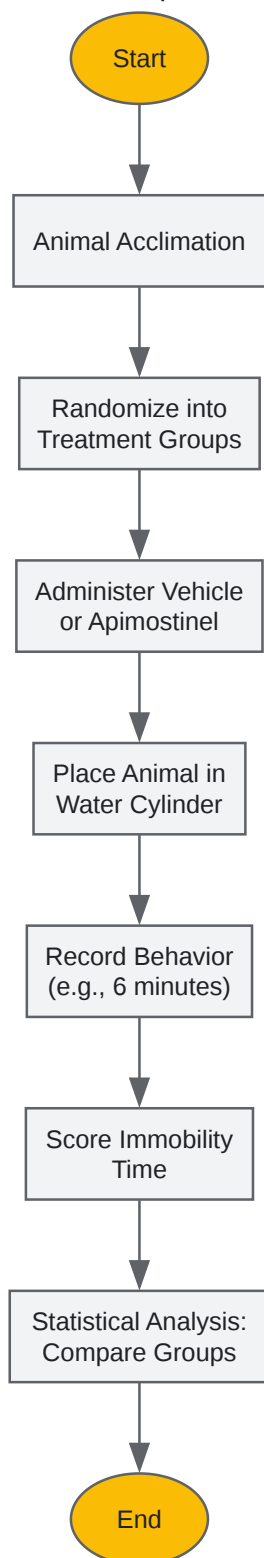 Start
Animal Acclimation
Randomize into
Treatment Groups
Administer Vehicle
or Apimostinel
Place Animal in
Water Cylinder
Record Behavior
(e.g., 6 minutes)
Score Immobility
Time
Statistical Analysis:
Compare Groups
End